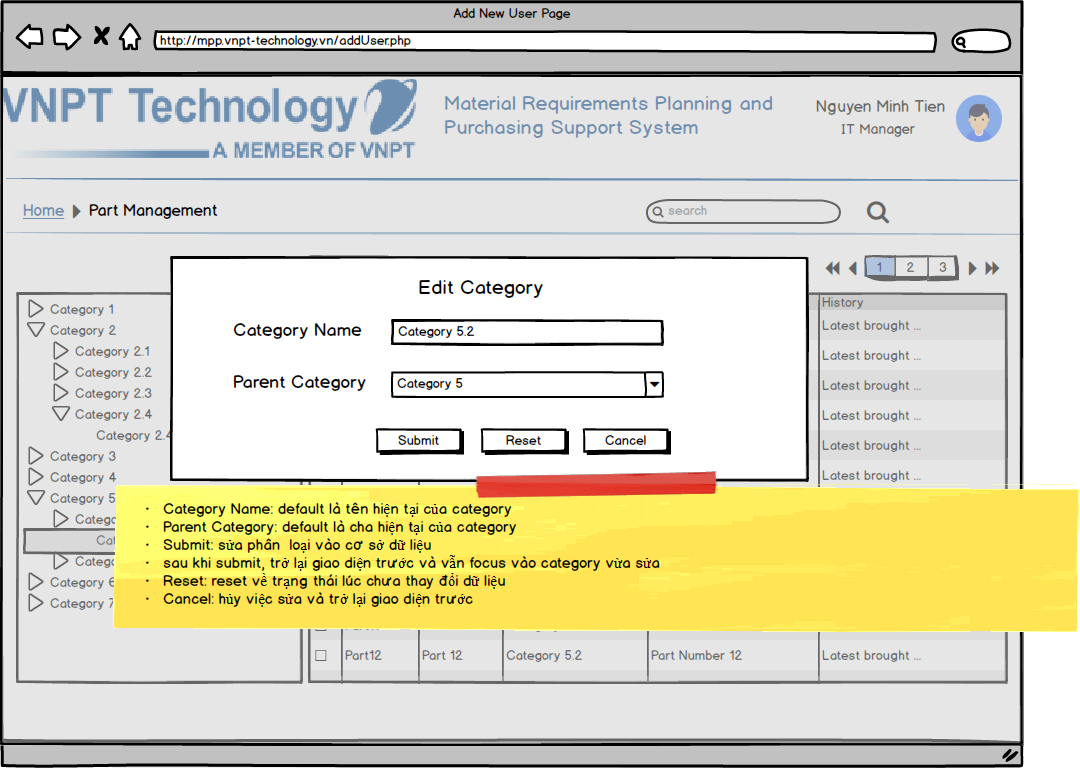 Add New User Page
http://mpp.vnpt-technology.vn/addUser.php
VNPT Technology
A MEMBER OF VNPT
Material Requirements Planning and
Purchasing Support System
Nguyen Minh Tien
IT Manager
Home Part Management
search
1 2 3
Edit Category
Category Name Category 5.2
Parent Category Category 5
Submit Reset Cancel
Category 1
Category 2
Category 2.1
Category 2.2
Category 2.3
Category 2.4
Category 2.4
Category 3
Category 4
Category 5
Category 6
Category 7
History
Latest brought ...
Latest brought ...
Latest brought ...
Latest brought ...
Latest brought ...
Latest brought ...
· Category Name: default là tên hiện tại của category
· Parent Category: default là cha hiện tại của category
· Submit: sửa phân loại vào cơ sở dữ liệu
· sau khi submit, trở lại giao diện trước và vẫn focus vào category vừa sửa
· Reset: reset về trạng thái lúc chưa thay đổi dữ liệu
· Cancel: hủy việc sửa và trở lại giao diện trước
Part12 Part 12 Category 5.2 Part Number 12 Latest brought ...